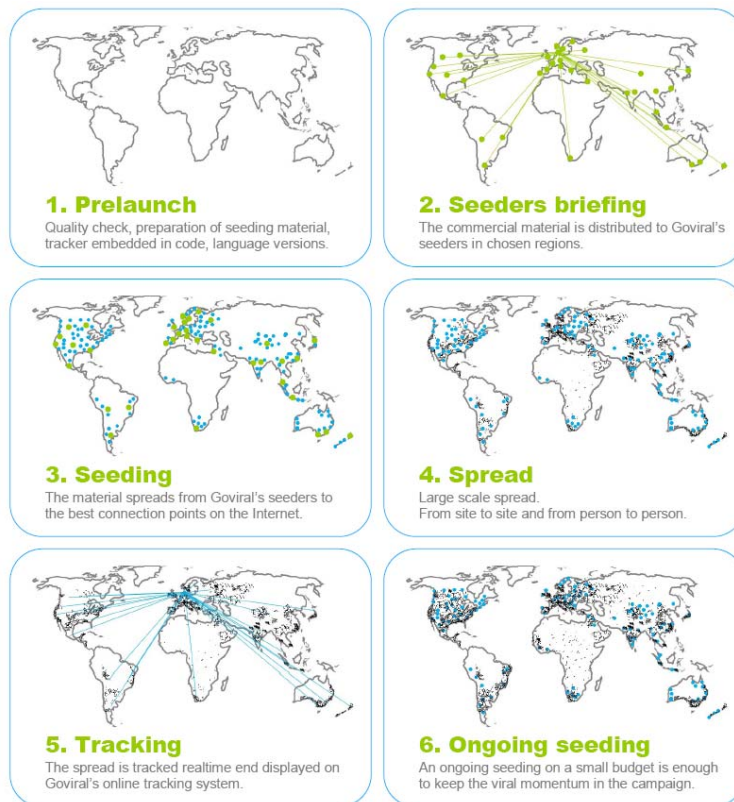 1. Prelaunch
Quality check, preparation of seeding material,
tracker embedded in code, language versions.
2. Seeders briefing
The commercial material is distributed to Goviral's
seeders in chosen regions.
3. Seeding
The material spreads from Goviral's seeders to
the best connection points on the Internet.
4. Spread
Large scale spread.
From site to site and from person to person.
5. Tracking
The spread is tracked realtime end displayed on
Goviral's online tracking system.
6. Ongoing seeding
An ongoing seeding on a small budget is enough
to keep the viral momentum in the campaign.